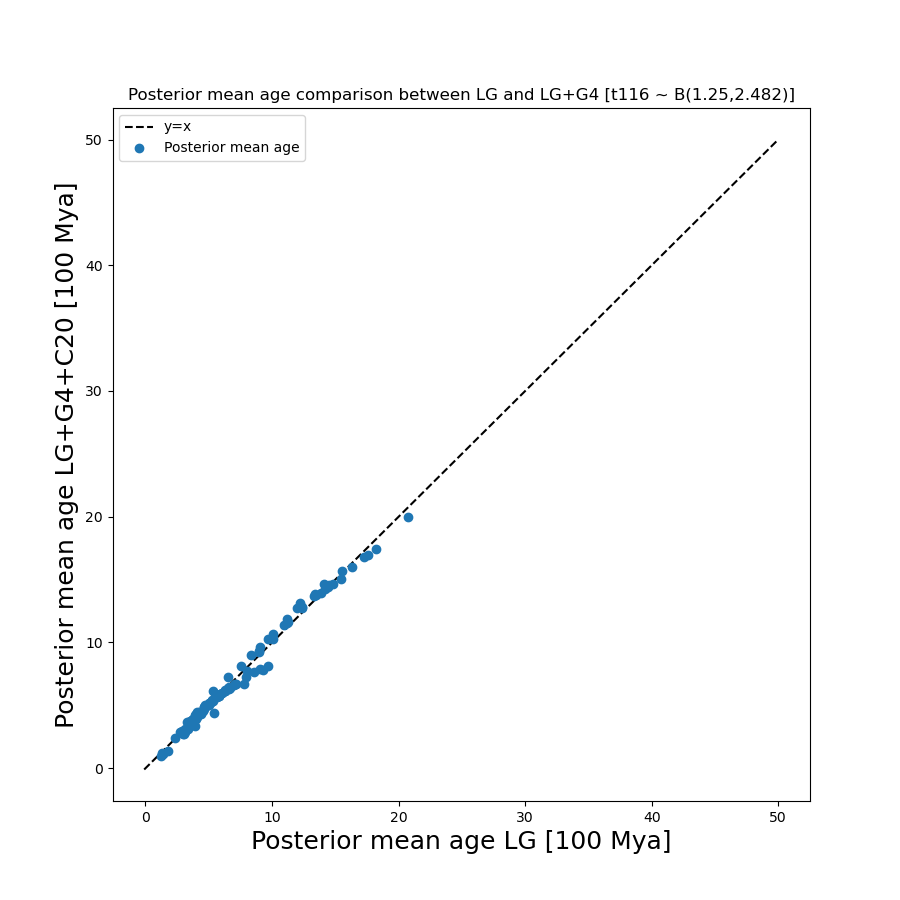 Posterior mean age comparison between LG and LG+G4 [t116 ~ B(1.25,2.482)]
y=x
Posterior mean age
Posterior mean age LG+G4+C20 [100 Mya]
50
40
30
20
10
0
0 10 20 30 40 50
Posterior mean age LG [100 Mya]